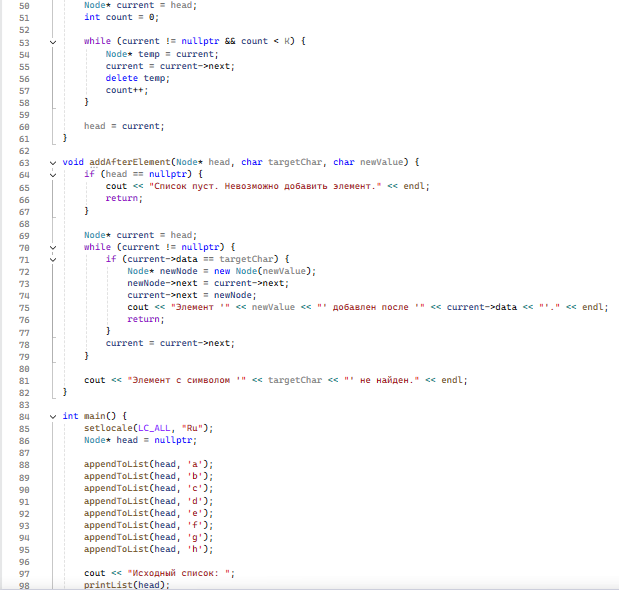 50 Node* current = head;
51 int count = 0;
52
53 while (current != nullptr && count < K) {
54 Node* temp = current;
55 current = current->next;
56 delete temp;
57 count++;
58 }
59
60 head = current;
61 }
62
63 void addAfterElement(Node* head, char targetChar, char newValue) {
64 if (head == nullptr) {
65 cout << "Список пуст. Невозможно добавить элемент." << endl;
66 return;
67 }
68
69 Node* current = head;
70 while (current != nullptr) {
71 if (current->data == targetChar) {
72 Node* newNode = new Node(newValue);
73 newNode->next = current->next;
74 current->next = newNode;
75 cout << "Элемент '" << newValue << "' добавлен после '" << current->data << "'." << endl;
76 return;
77 }
78 current = current->next;
79 }
80
81 cout << "Элемент с символом '" << targetChar << "' не найден." << endl;
82 }
83
84 int main() {
85 setlocale(LC_ALL, "Ru");
86 Node* head = nullptr;
87
88 appendToList(head, 'a');
89 appendToList(head, 'b');
90 appendToList(head, 'c');
91 appendToList(head, 'd');
92 appendToList(head, 'e');
93 appendToList(head, 'f');
94 appendToList(head, 'g');
95 appendToList(head, 'h');
96
97 cout << "Исходный список: ";
98 printList(head);